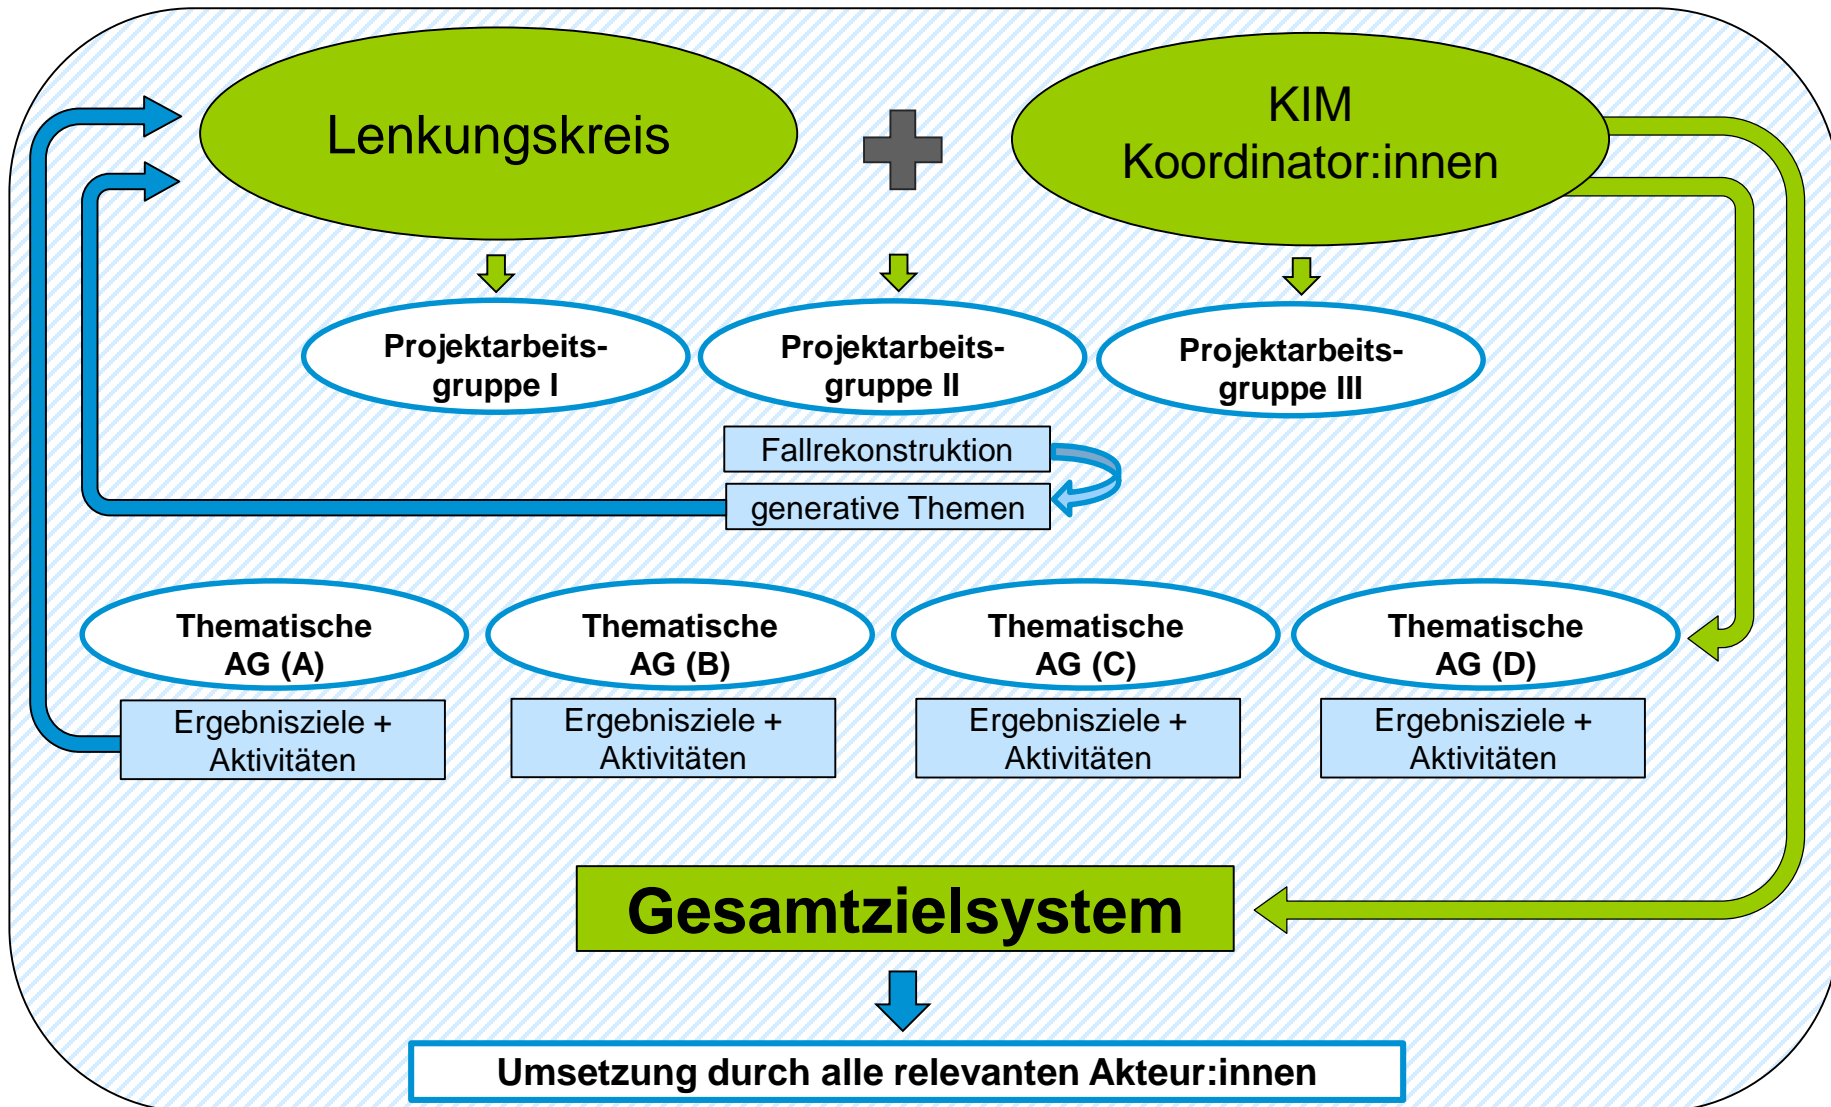 Lenkungskreis
KIM
Koordinator:innen
Projektarbeits-
gruppe I
Projektarbeits-
gruppe II
Projektarbeits-
gruppe III
Fallrekonstruktion
generative Themen
Thematische
AG (A)
Thematische
AG (B)
Thematische
AG (C)
Thematische
AG (D)
Ergebnisziele +
Aktivitäten
Ergebnisziele +
Aktivitäten
Ergebnisziele +
Aktivitäten
Ergebnisziele +
Aktivitäten
Gesamtzielsystem
Umsetzung durch alle relevanten Akteur:innen